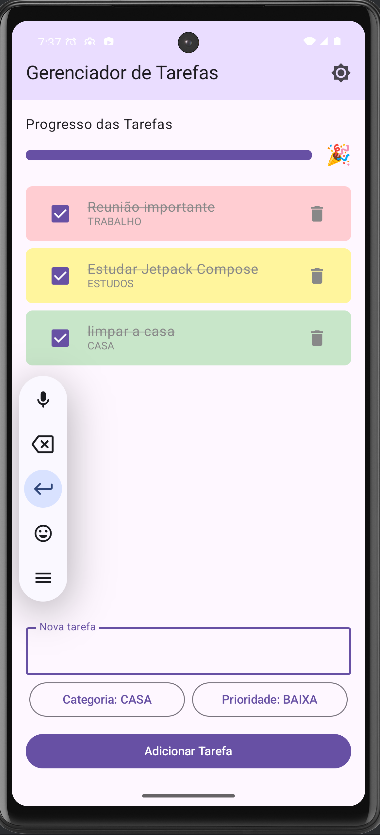 7:37
Gerenciador de Tarefas
Progresso das Tarefas
Reunião importante
TRABALHO
Estudar Jetpack Compose
ESTUDOS
limpar a casa
CASA
Nova tarefa
Categoria: CASA
Prioridade: BAIXA
Adicionar Tarefa